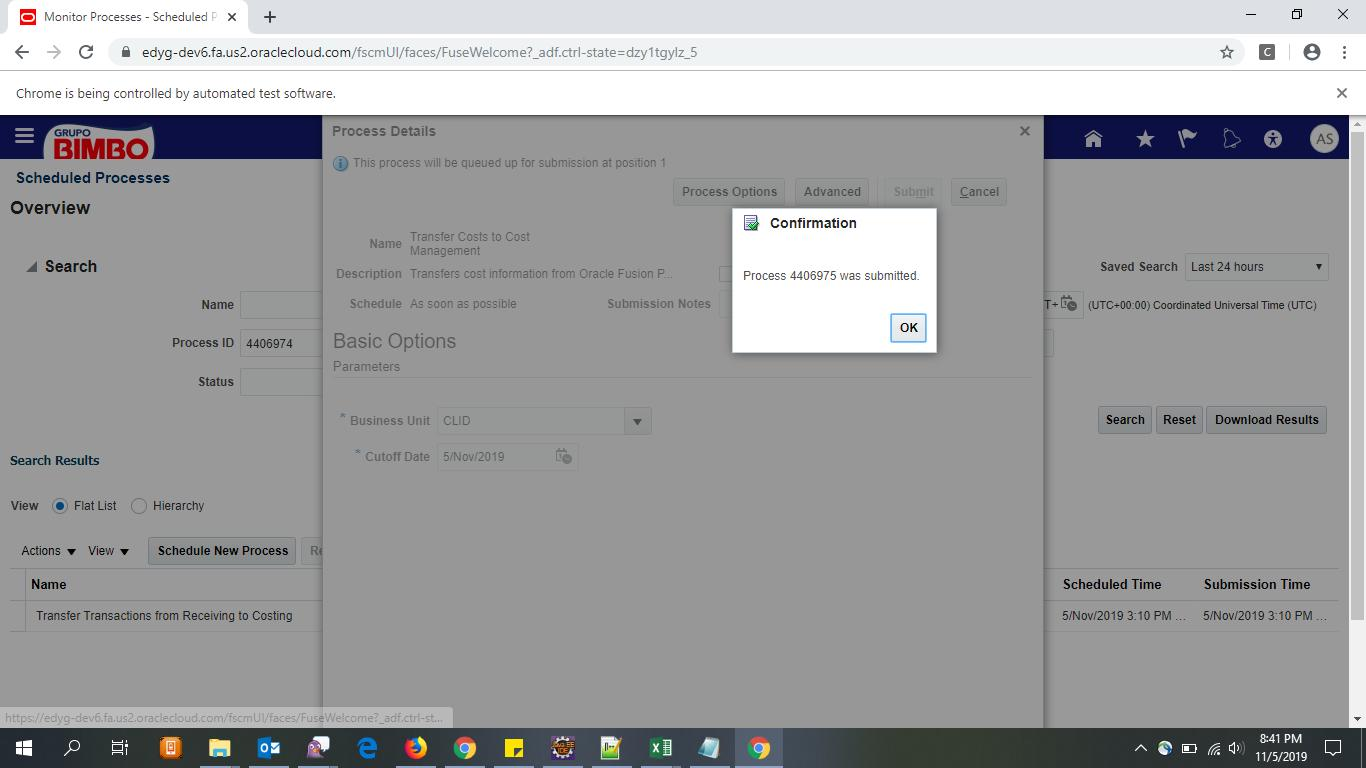 Monitor Processes - Scheduled P
edyg-dev6.fa.us2.oraclecloud.com/fscmUI/faces/FuseWelcome?_adf.ctrl-state=dzy1tgylz_5
C
Chrome is being controlled by automated test software.
GRUPO
BIMBO
Process Details
AS
This process will be queued up for submission at position 1
Scheduled Processes
Process Options
Advanced
Submit
Cancel
Overview
Confirmation
Name Transfer Costs to Cost
Management
Search
Description Transfers cost information from Oracle Fusion P...
Process 4406975 was submitted.
Saved Search Last 24 hours
Name
Schedule As soon as possible
Submission Notes
T+
(UTC+00:00) Coordinated Universal Time (UTC)
OK
Process ID 4406974
Basic Options
Parameters
Status
* Business Unit CLID
Search
Reset
Download Results
* Cutoff Date 5/Nov/2019
Search Results
View Flat List Hierarchy
Actions View Schedule New Process Re
Name Scheduled Time Submission Time
Transfer Transactions from Receiving to Costing 5/Nov/2019 3:10 PM ... 5/Nov/2019 3:10 PM ...
https://edyg-dev6.fa.us2.oraclecloud.com/fscmUI/faces/FuseWelcome?_adf.ctrl-st...
8:41 PM
11/5/2019